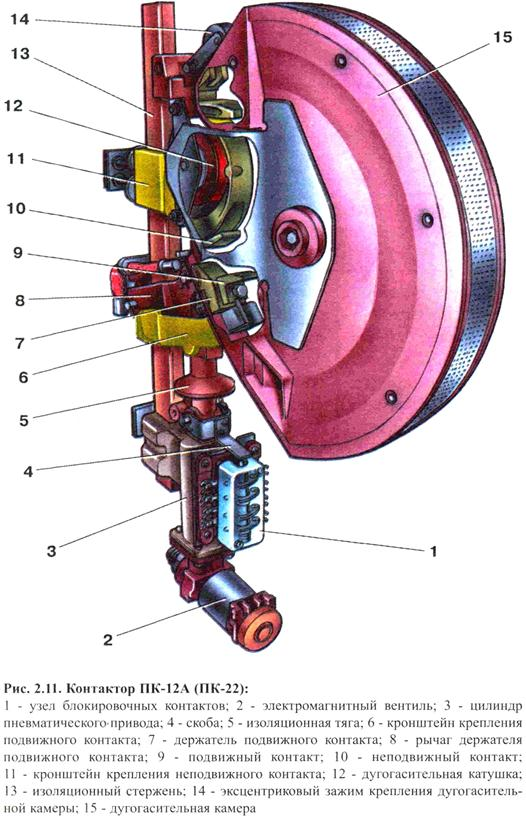 14
13
15
12
11
10
9
8
7
6
5
4
3
1
2
Рис. 2.11. Контактор ПК-12А (ПК-22):
1 - узел блокировочных контактов; 2 - электромагнитный вентиль; 3 - цилиндр
пневматического привода; 4 - скоба; 5 - изоляционная тяга; 6 - кронштейн крепления
подвижного контакта; 7 - держатель подвижного контакта; 8 - рычаг держателя
подвижного контакта; 9 - подвижный контакт; 10 - неподвижный контакт;
11 - кронштейн крепления неподвижного контакта; 12 - дугогасительная катушка;
13 - изоляционный стержень; 14 - эксцентриковый зажим крепления дугогаситель-
ной камеры; 15 - дугогасительная камера